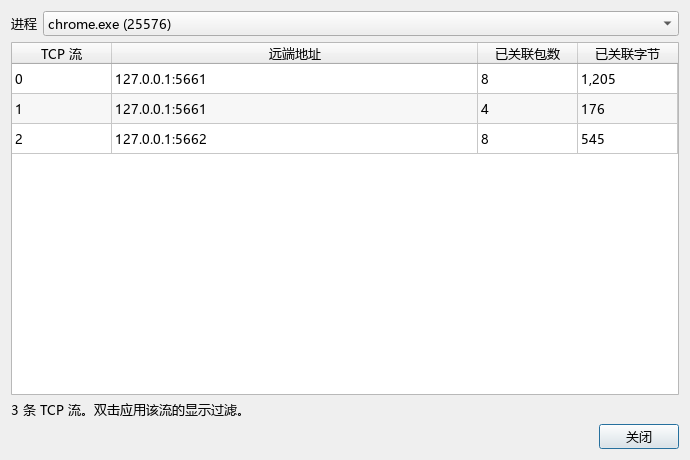 进程 chrome.exe (25576)
TCP 流 远端地址 已关联包数 已关联字节
0 127.0.0.1:5661 8 1,205
1 127.0.0.1:5661 4 176
2 127.0.0.1:5662 8 545
3 条 TCP 流。双击应用该流的显示过滤。
关闭